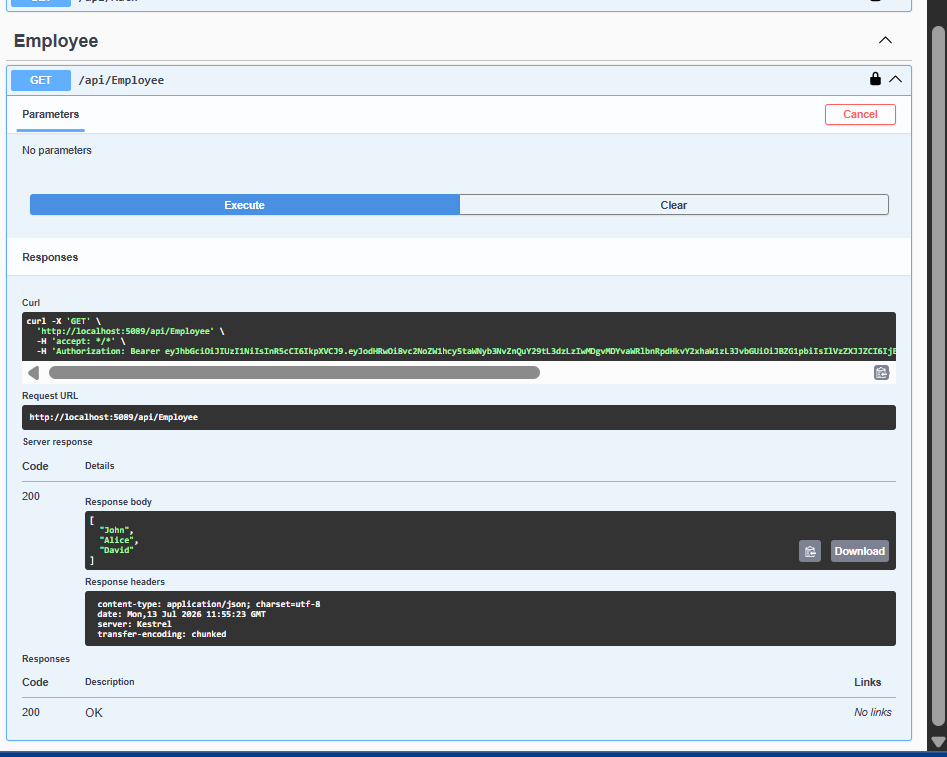 Employee
GET /api/Employee
Parameters
Cancel
No parameters
Execute
Clear
Responses
Curl
curl -X 'GET' \
'http://localhost:5089/api/Employee' \
-H 'accept: */*' \
-H 'Authorization: Bearer
Request URL
http://localhost:5089/api/Employee
Server response
Code Details
200
Response body
[
"John",
"Alice",
"David"
]
Download
Response headers
content-type: application/json; charset=utf-8
date: Mon,13 Jul 2026 11:55:23 GMT
server: Kestrel
transfer-encoding: chunked
Responses
Code Description Links
200 OK No links